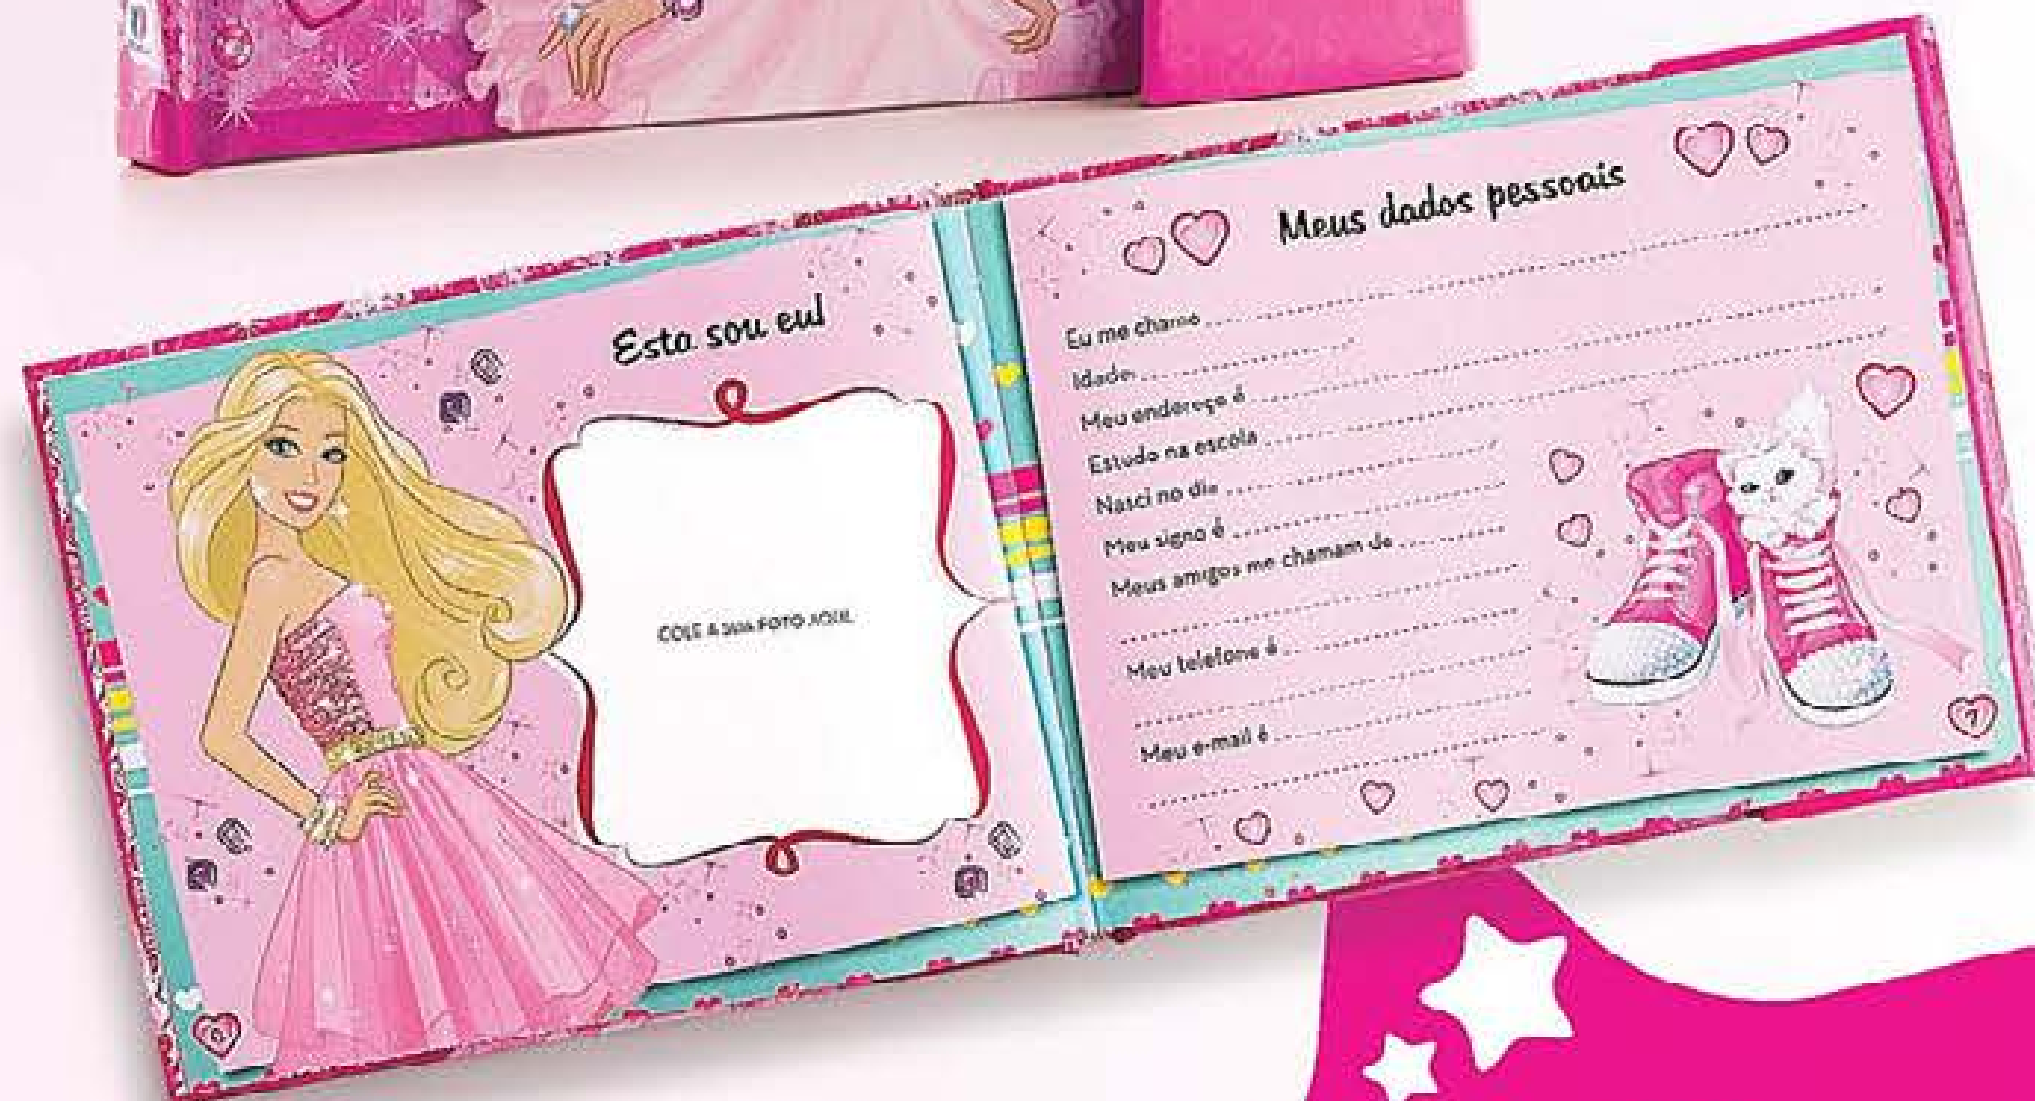 Esta sou eu!
COLE A SUA FOTO AQUI.
6
Meus dados pessoais
Eu me chamo
Idade
Meu endereço é
Estudo na escola
Nasci no dia
Meu signo é
Meus amigos me chamam de
Meu telefone é
Meu e-mail é
7